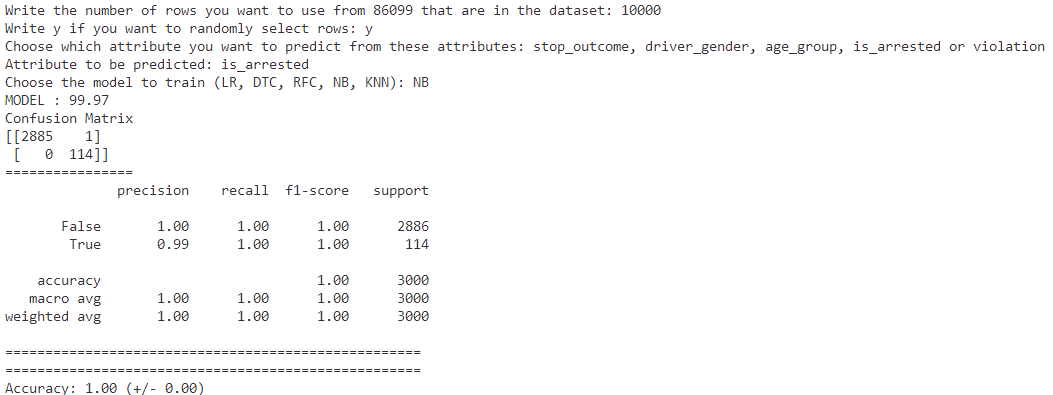 Write the number of rows you want to use from 86099 that are in the dataset: 10000
Write y if you want to randomly select rows: y
Choose which attribute you want to predict from these attributes: stop_outcome, driver_gender, age_group, is_arrested or violation
Attribute to be predicted: is_arrested
Choose the model to train (LR, DTC, RFC, NB, KNN): NB
MODEL : 99.97
Confusion Matrix
[[2885    1]
 [   0  114]]
================
              precision    recall  f1-score   support

       False       1.00      1.00      1.00      2886
        True       0.99      1.00      1.00       114

    accuracy                           1.00      3000
   macro avg       1.00      1.00      1.00      3000
weighted avg       1.00      1.00      1.00      3000

====================================================
====================================================
Accuracy: 1.00 (+/- 0.00)